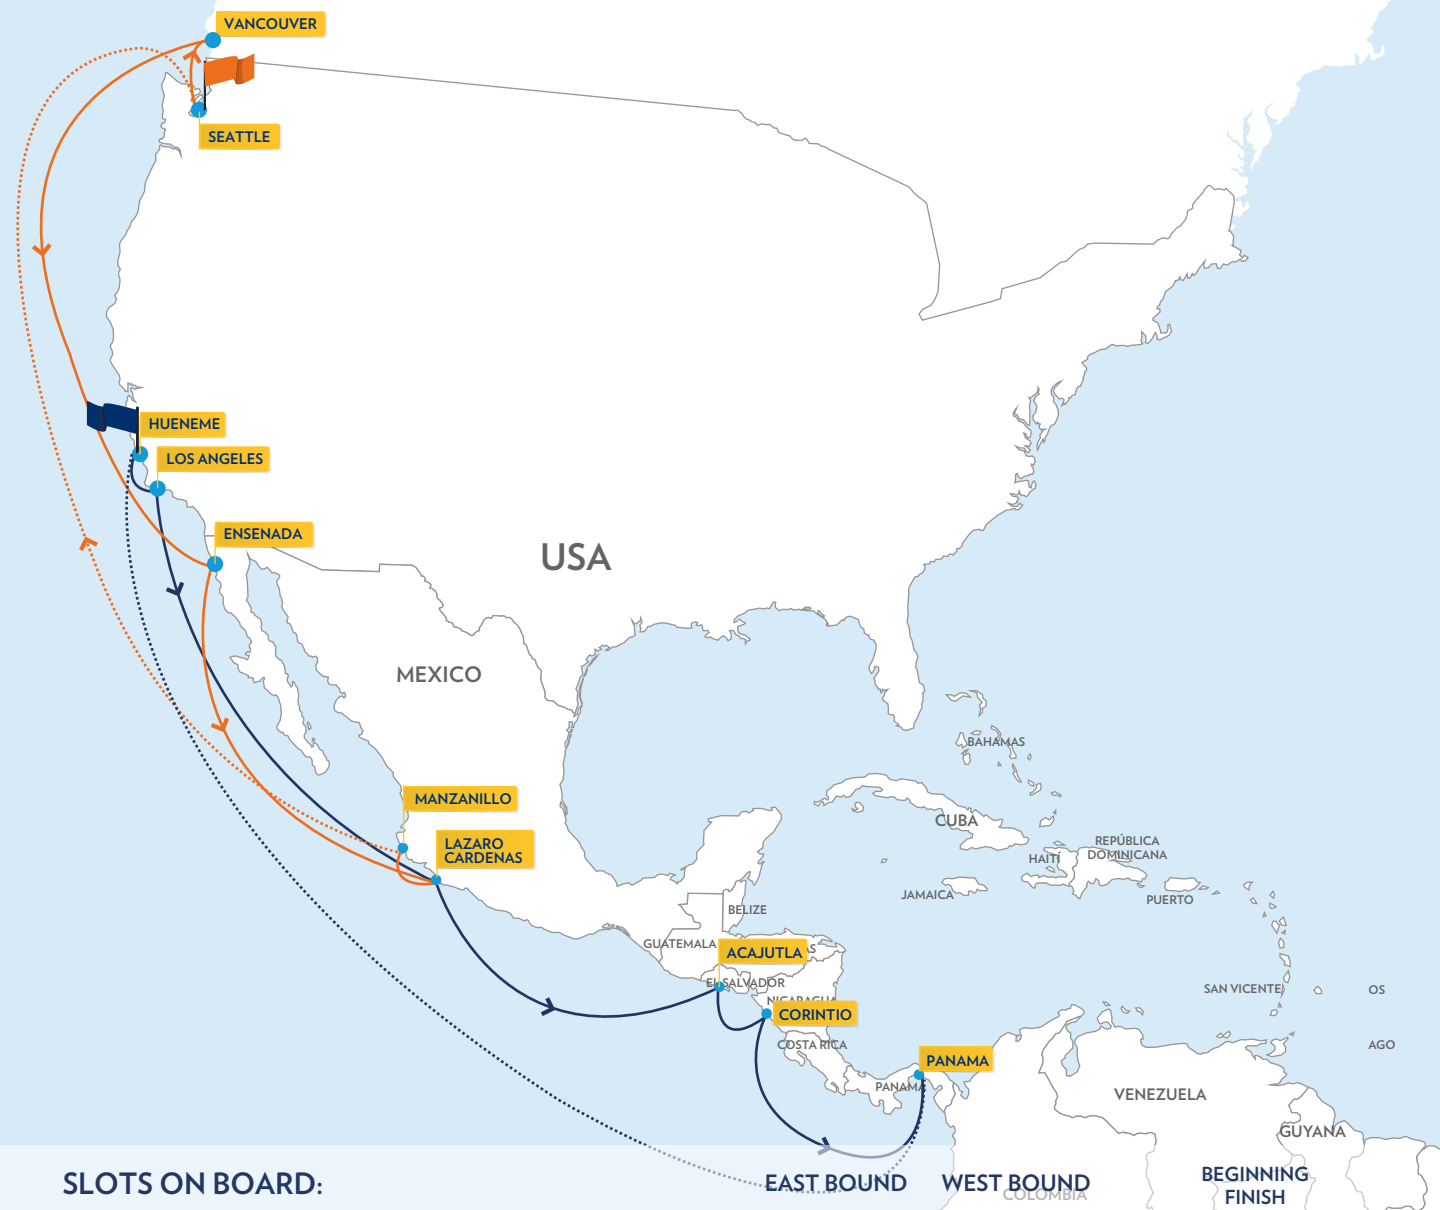 VANCOUVER
SEATTLE
HUENEME
LOS ANGELES
ENSENADA
USA
MEXICO
BAHAMAS
MANZANILLO
CUBA
LAZARO
CARDENAS
REPÚBLICA
DOMINICANA
HAITÍ
JAMAICA
PUERTO
BELIZE
GUATEMALA
ACAJUTLA
AS
EL SALVADOR
SAN VICENTE
OS
NICARAGUA
CORINTIO
COSTA RICA
AGO
PANAMA
PANAMA
VENEZUELA
GUYANA
SLOTS ON BOARD:
EAST BOUND
WEST BOUND
BEGINNING
FINISH
COLOMBIA